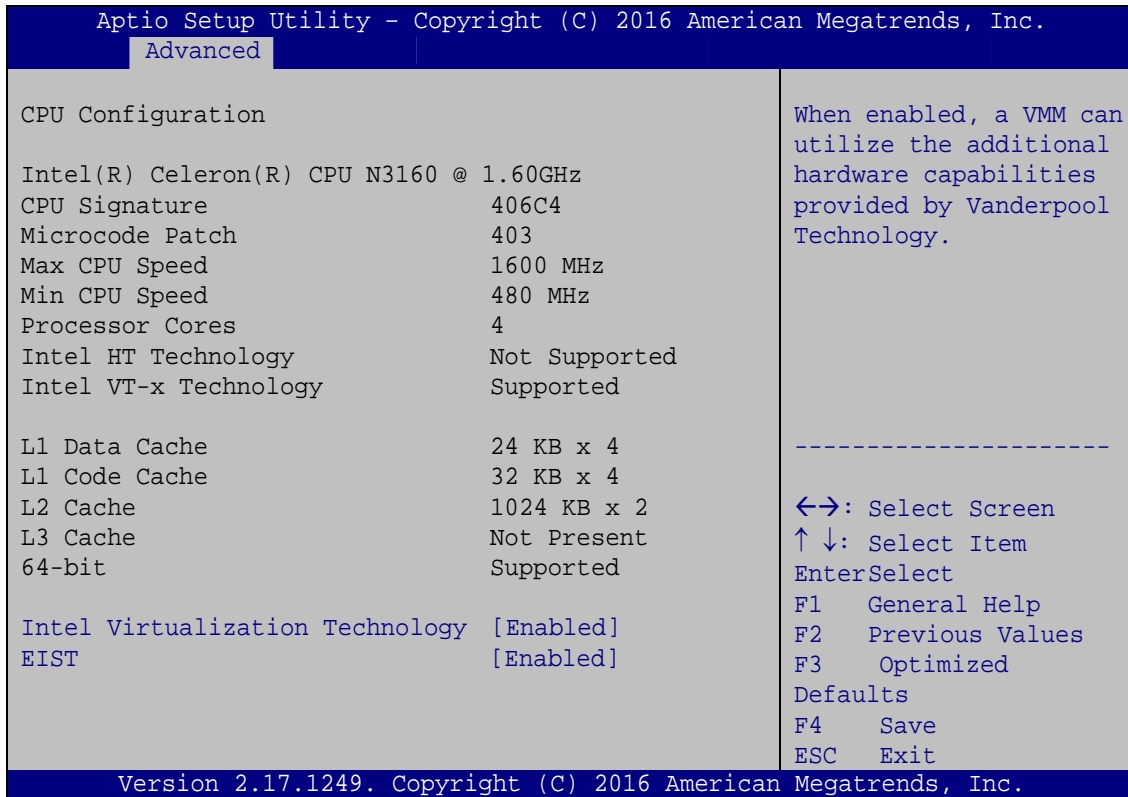 Aptio Setup Utility – Copyright (C) 2016 American Megatrends, Inc.
Advanced
CPU Configuration
Intel(R) Celeron(R) CPU N3160 @ 1.60GHz
CPU Signature 406C4
Microcode Patch 403
Max CPU Speed 1600 MHz
Min CPU Speed 480 MHz
Processor Cores 4
Intel HT Technology Not Supported
Intel VT-x Technology Supported
L1 Data Cache 24 KB x 4
L1 Code Cache 32 KB x 4
L2 Cache 1024 KB x 2
L3 Cache Not Present
64-bit Supported
Intel Virtualization Technology [Enabled]
EIST [Enabled]
When enabled, a VMM can
utilize the additional
hardware capabilities
provided by Vanderpool
Technology.
----------------------
←→: Select Screen
↑ ↓: Select Item
EnterSelect
F1 General Help
F2 Previous Values
F3 Optimized
Defaults
F4 Save
ESC Exit
Version 2.17.1249. Copyright (C) 2016 American Megatrends, Inc.